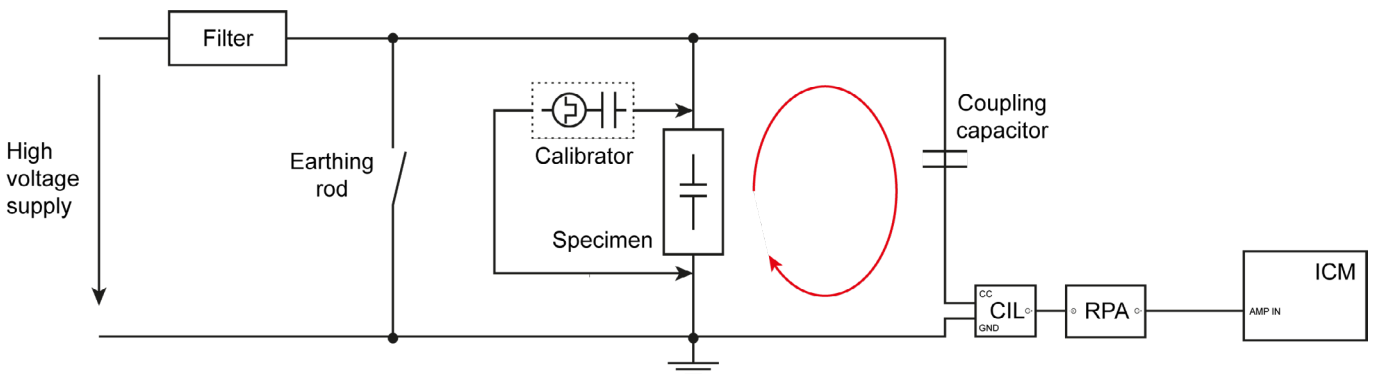 Filter
High
voltage
supply
Earthing
rod
Calibrator
Specimen
Coupling
capacitor
CC
CIL
GND
RPA
ICM
AMP IN